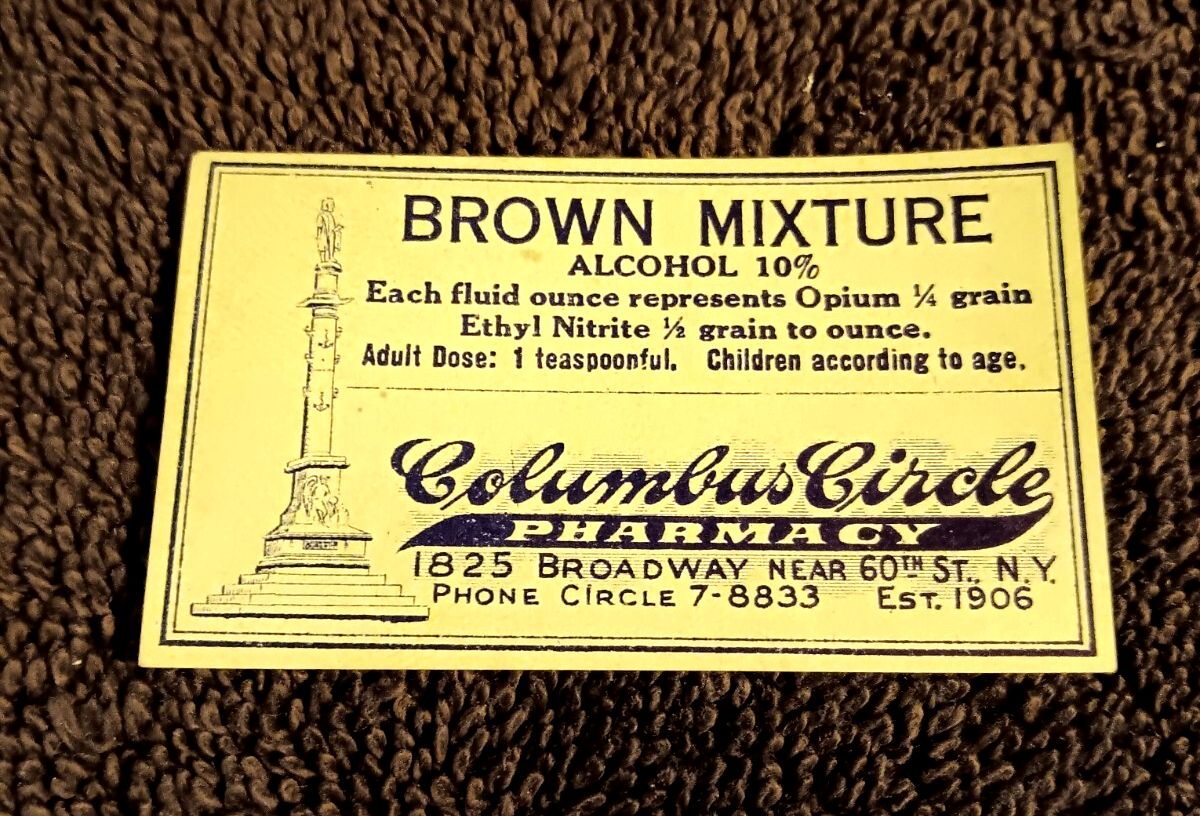 BROWN MIXTURE
ALCOHOL 10%
Each fluid ounce represents Opium ¼ grain
Ethyl Nitrite ½ grain to ounce.
Adult Dose: 1 teaspoonful. Children according to age.
Columbus Circle
PHARMACY
1825 BROADWAY NEAR 60TH ST., N.Y.
PHONE CIRCLE 7-8833 EST. 1906